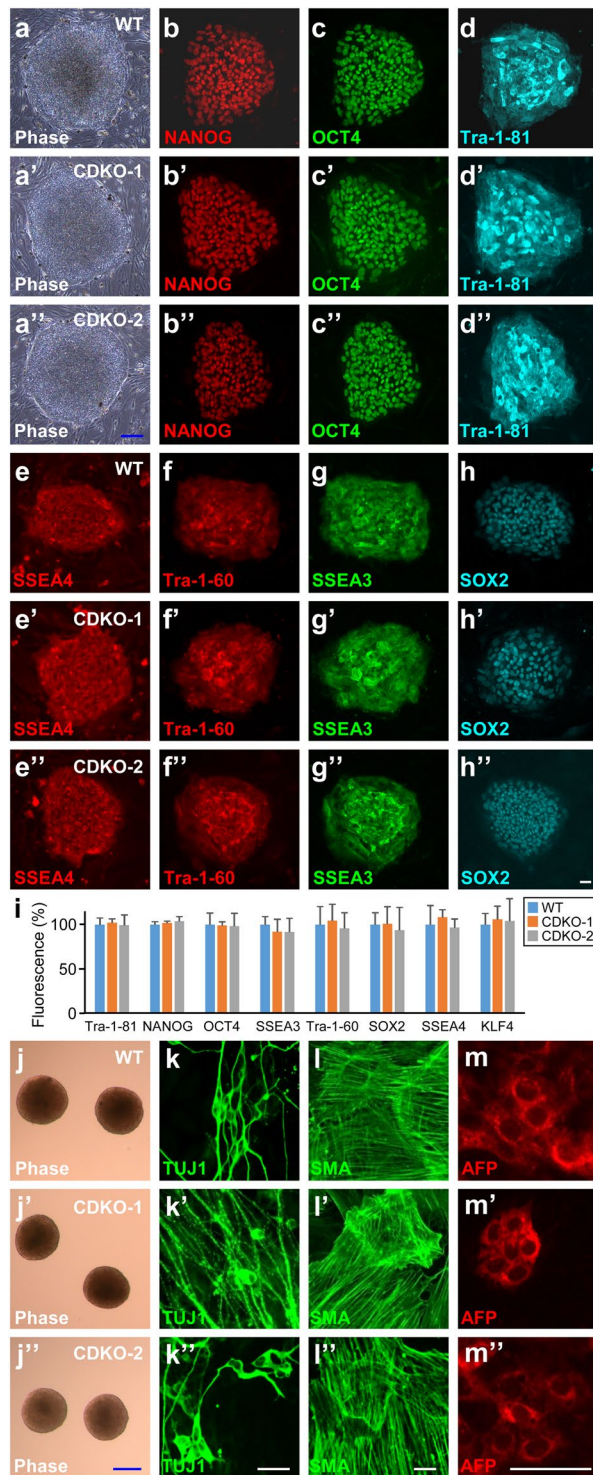 a WT b c d
Phase NANOG OCT4 Tra-1-81
a' CDKO-1 b' c' d'
Phase NANOG OCT4 Tra-1-81
a'' CDKO-2 b'' c'' d''
Phase NANOG OCT4 Tra-1-81
e WT f g h
SSEA4 Tra-1-60 SSEA3 SOX2
e' CDKO-1 f' g' h'
SSEA4 Tra-1-60 SSEA3 SOX2
e'' CDKO-2 f'' g'' h''
SSEA4 Tra-1-60 SSEA3 SOX2
i
Fluorescence (%)
100
50
0
WT
CDKO-1
CDKO-2
Tra-1-81 NANOG OCT4 SSEA3 Tra-1-60 SOX2 SSEA4 KLF4
j WT k l m
Phase TUJ1 SMA AFP
j' CDKO-1 k' l' m'
Phase TUJ1 SMA AFP
j'' CDKO-2 k'' l'' m''
Phase TUJ1 SMA AFP